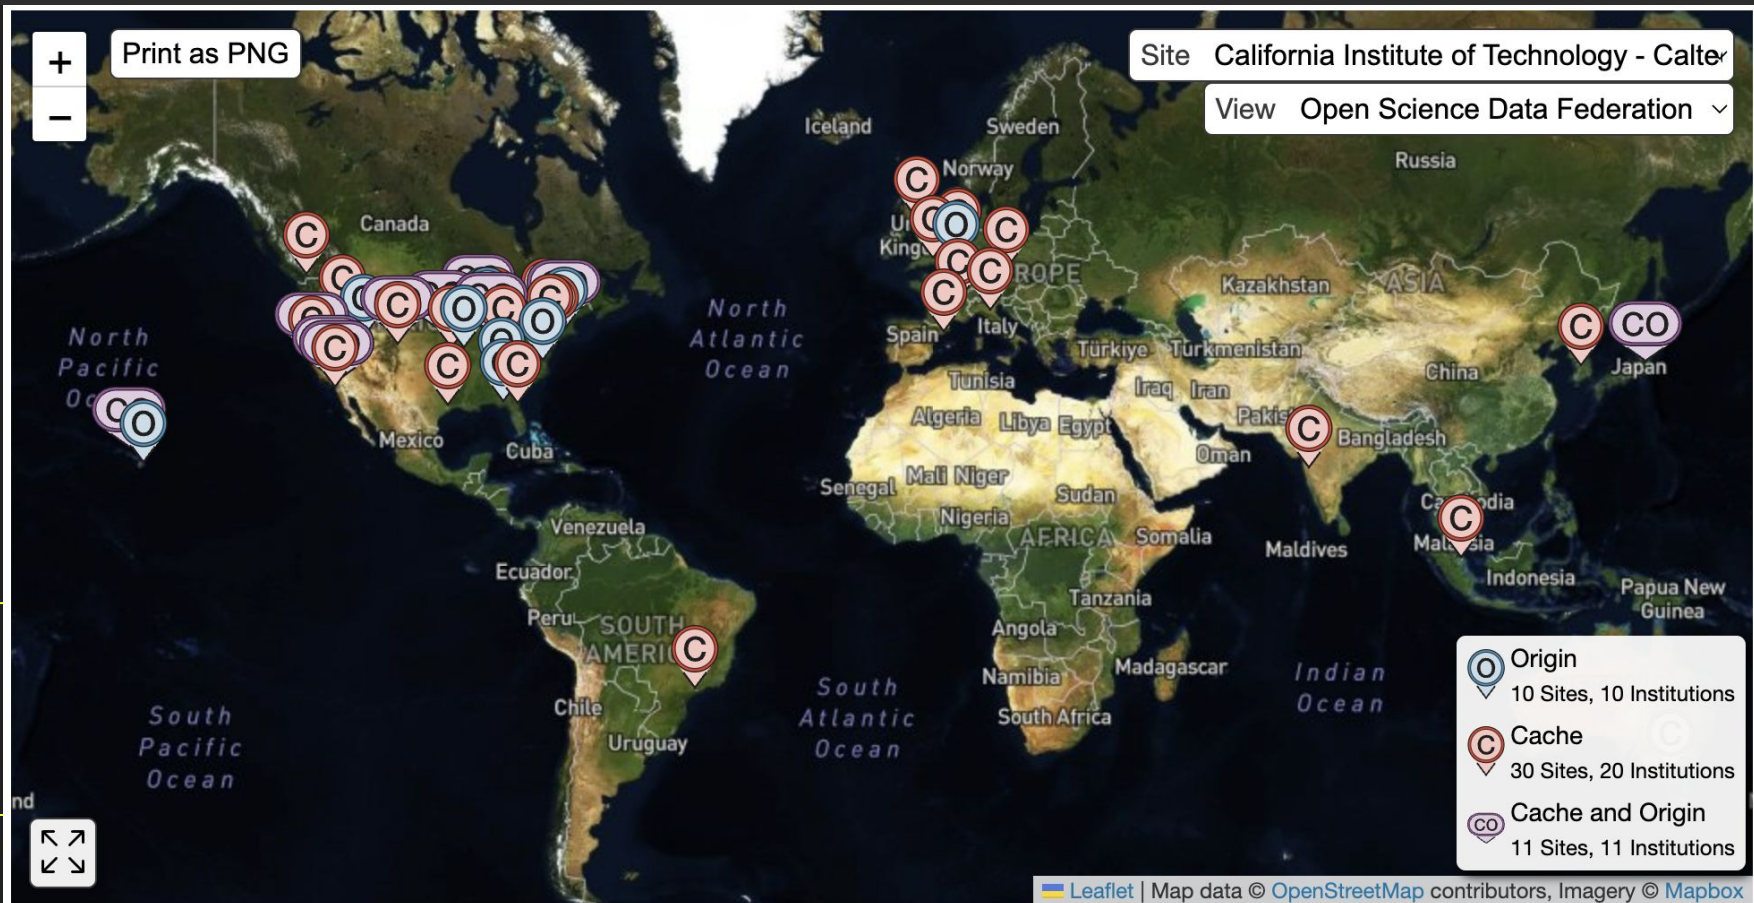 +
Print as PNG
−
Site California Institute of Technology - Calte
View Open Science Data Federation
Iceland
Sweden
Norway
Russia
Canada
Kazakhstan
ASIA
North
Pacific
North
Atlantic
Ocean
Spain
Italy
Türkiye
Türkmenistan
China
Japan
Tunisia
Iraq
Iran
Algeria
Libya
Egypt
Bangladesh
Mexico
Cuba
Oman
Senegal
Mali
Niger
Sudan
Nigeria
AFRICA
Somalia
Maldives
Venezuela
Ecuador
Indonesia
Papua New
Guinea
Tanzania
Peru
SOUTH
Angola
Namibia
Madagascar
Indian
Ocean
South
Atlantic
Ocean
Chile
South Africa
Uruguay
South
Pacific
Ocean
nd
C
C
C
C
C
C
O
O
C
C
O
C
O
C
C
C
C
C
CO
C
C
C
O Origin
10 Sites, 10 Institutions
C Cache
30 Sites, 20 Institutions
CO Cache and Origin
11 Sites, 11 Institutions
Leaflet | Map data © OpenStreetMap contributors, Imagery © Mapbox